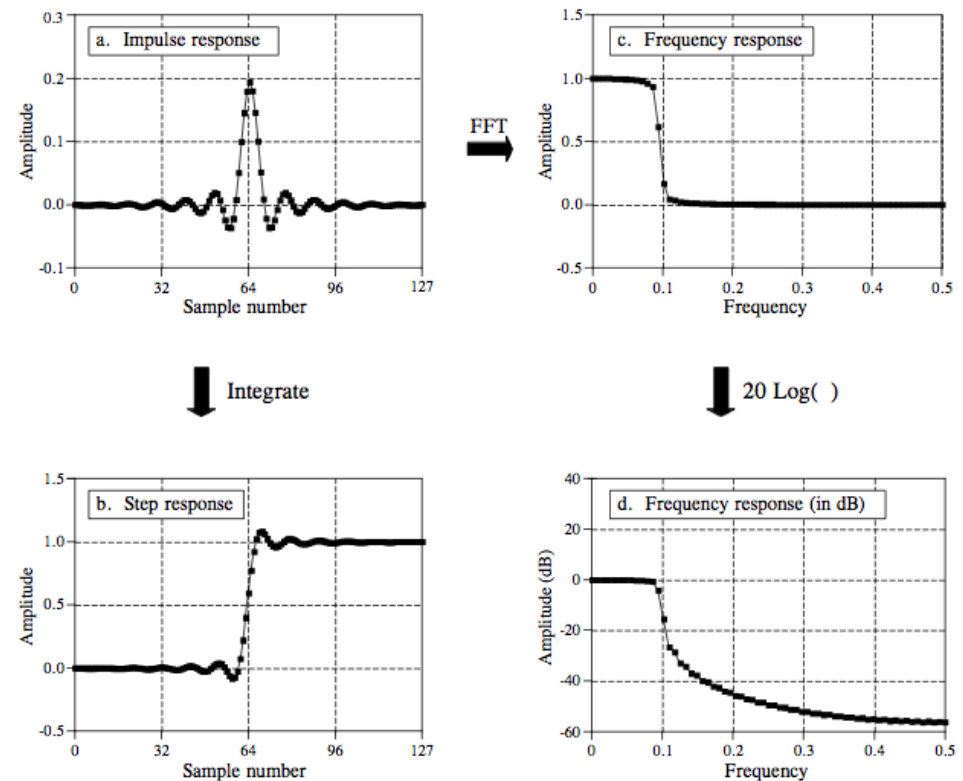 a. Impulse response
0.3
0.2
0.1
0.0
-0.1
Amplitude
0 32 64 96 127
Sample number
FFT
c. Frequency response
1.5
1.0
0.5
0.0
-0.5
Amplitude
0 0.1 0.2 0.3 0.4 0.5
Frequency
Integrate
20 Log( )
b. Step response
1.5
1.0
0.5
0.0
-0.5
Amplitude
0 32 64 96 127
Sample number
d. Frequency response (in dB)
40
20
0
-20
-40
-60
Amplitude (dB)
0 0.1 0.2 0.3 0.4 0.5
Frequency